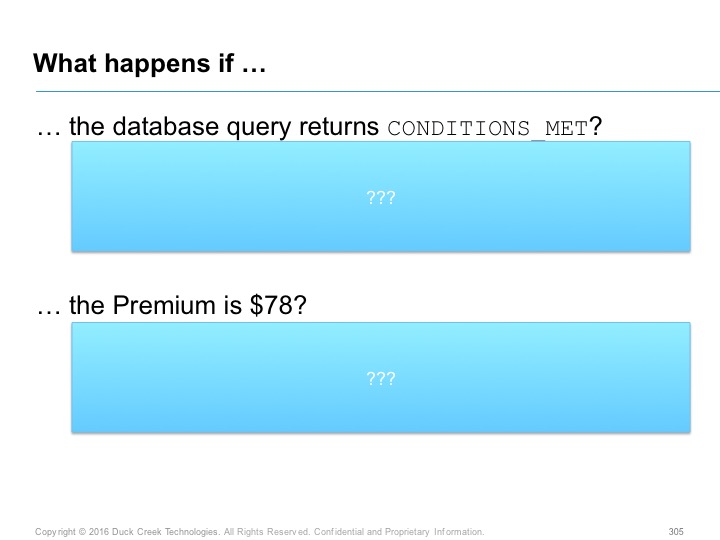 What happens if …
… the database query returns CONDITIONS_MET?
???
… the Premium is $78?
???
Copyright © 2016 Duck Creek Technologies. All Rights Reserved. Confidential and Proprietary Information. 305